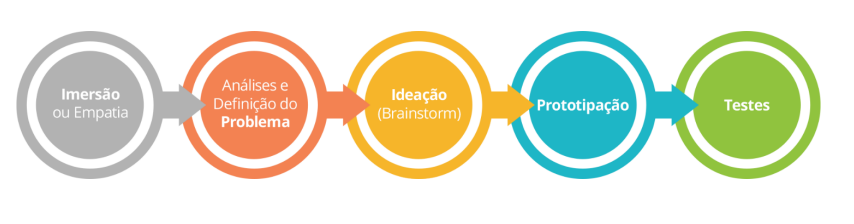 Imersão
ou Empatia
Análises e
Definição do
Problema
Ideação
(Brainstorm)
Prototipação
Testes